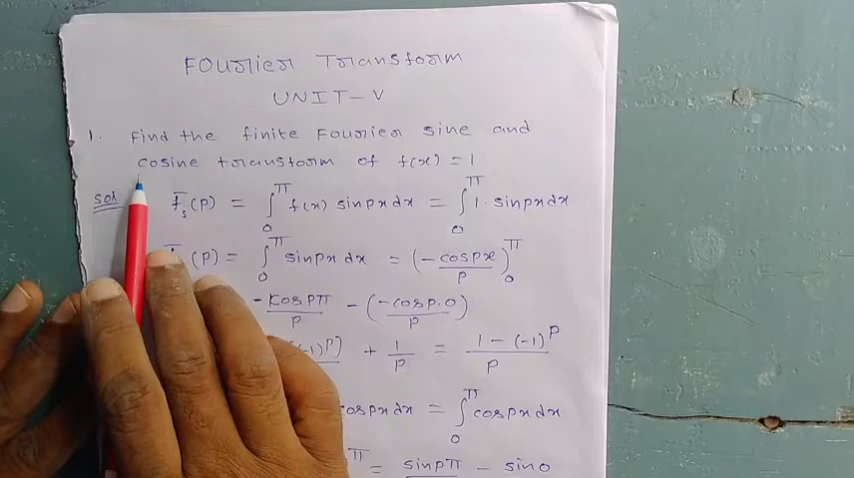 Fourier Transform
UNIT-V
1. Find the finite Fourier sine and
cosine transform of f(x) = 1
Sol f̄s(p) = ∫₀^π f(x) sinpx dx = ∫₀^π 1. sinpx dx
(p) = ∫₀^π sinpx dx = (-cospx/p)₀^π
-cospπ/p - (-cosp.0/p)
(-1)^p) + 1/p = 1-(-1)^p/p
cospx dx = ∫₀^π cospx dx
π = sinpπ - sin0